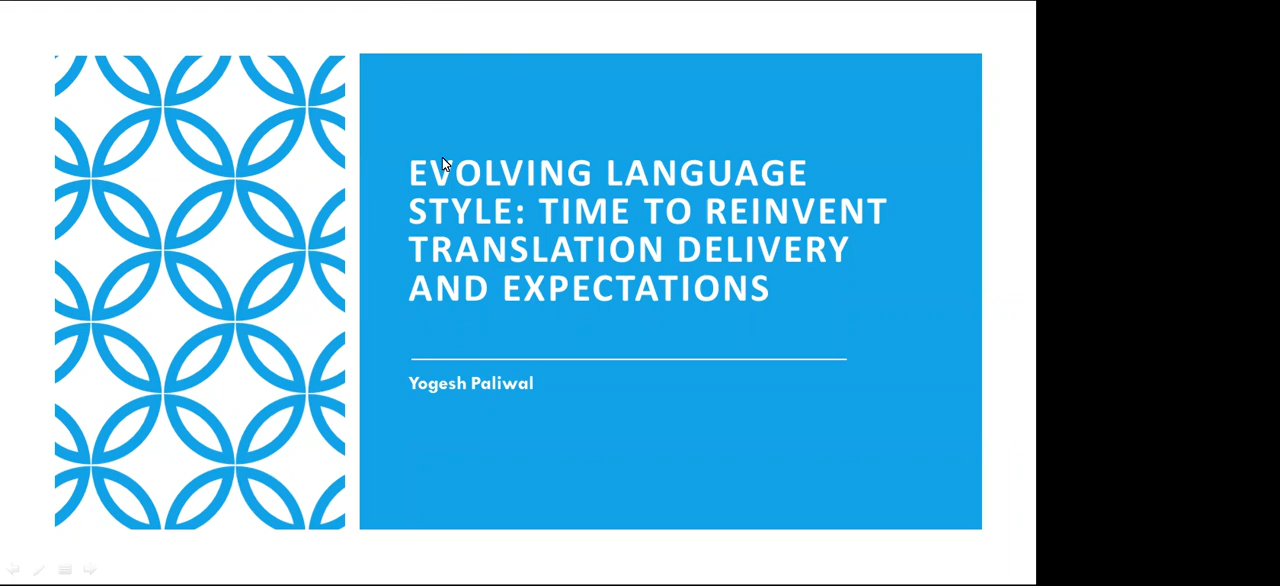 EVOLVING LANGUAGE
STYLE: TIME TO REINVENT
TRANSLATION DELIVERY
AND EXPECTATIONS
Yogesh Paliwal